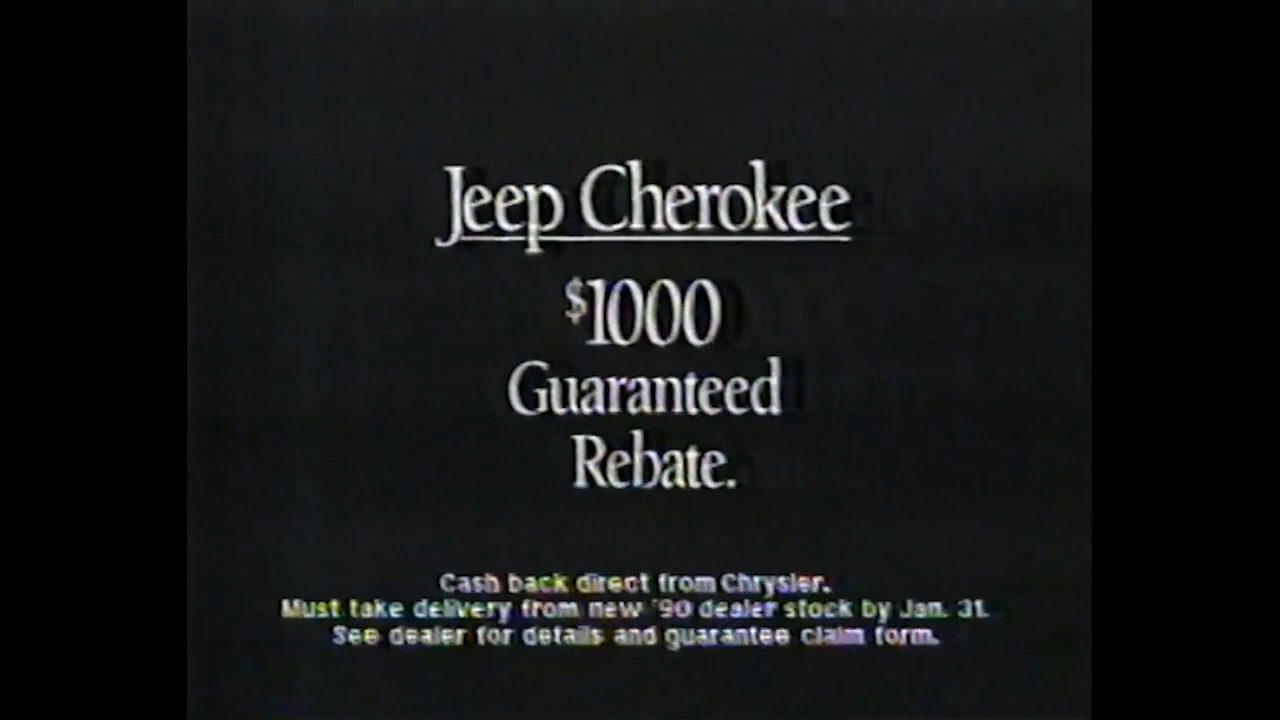 Jeep Cherokee
$1000
Guaranteed
Rebate.
Cash back direct from Chrysler.
Must take delivery from new '90 dealer stock by Jan. 31.
See dealer for details and guarantee claim form.